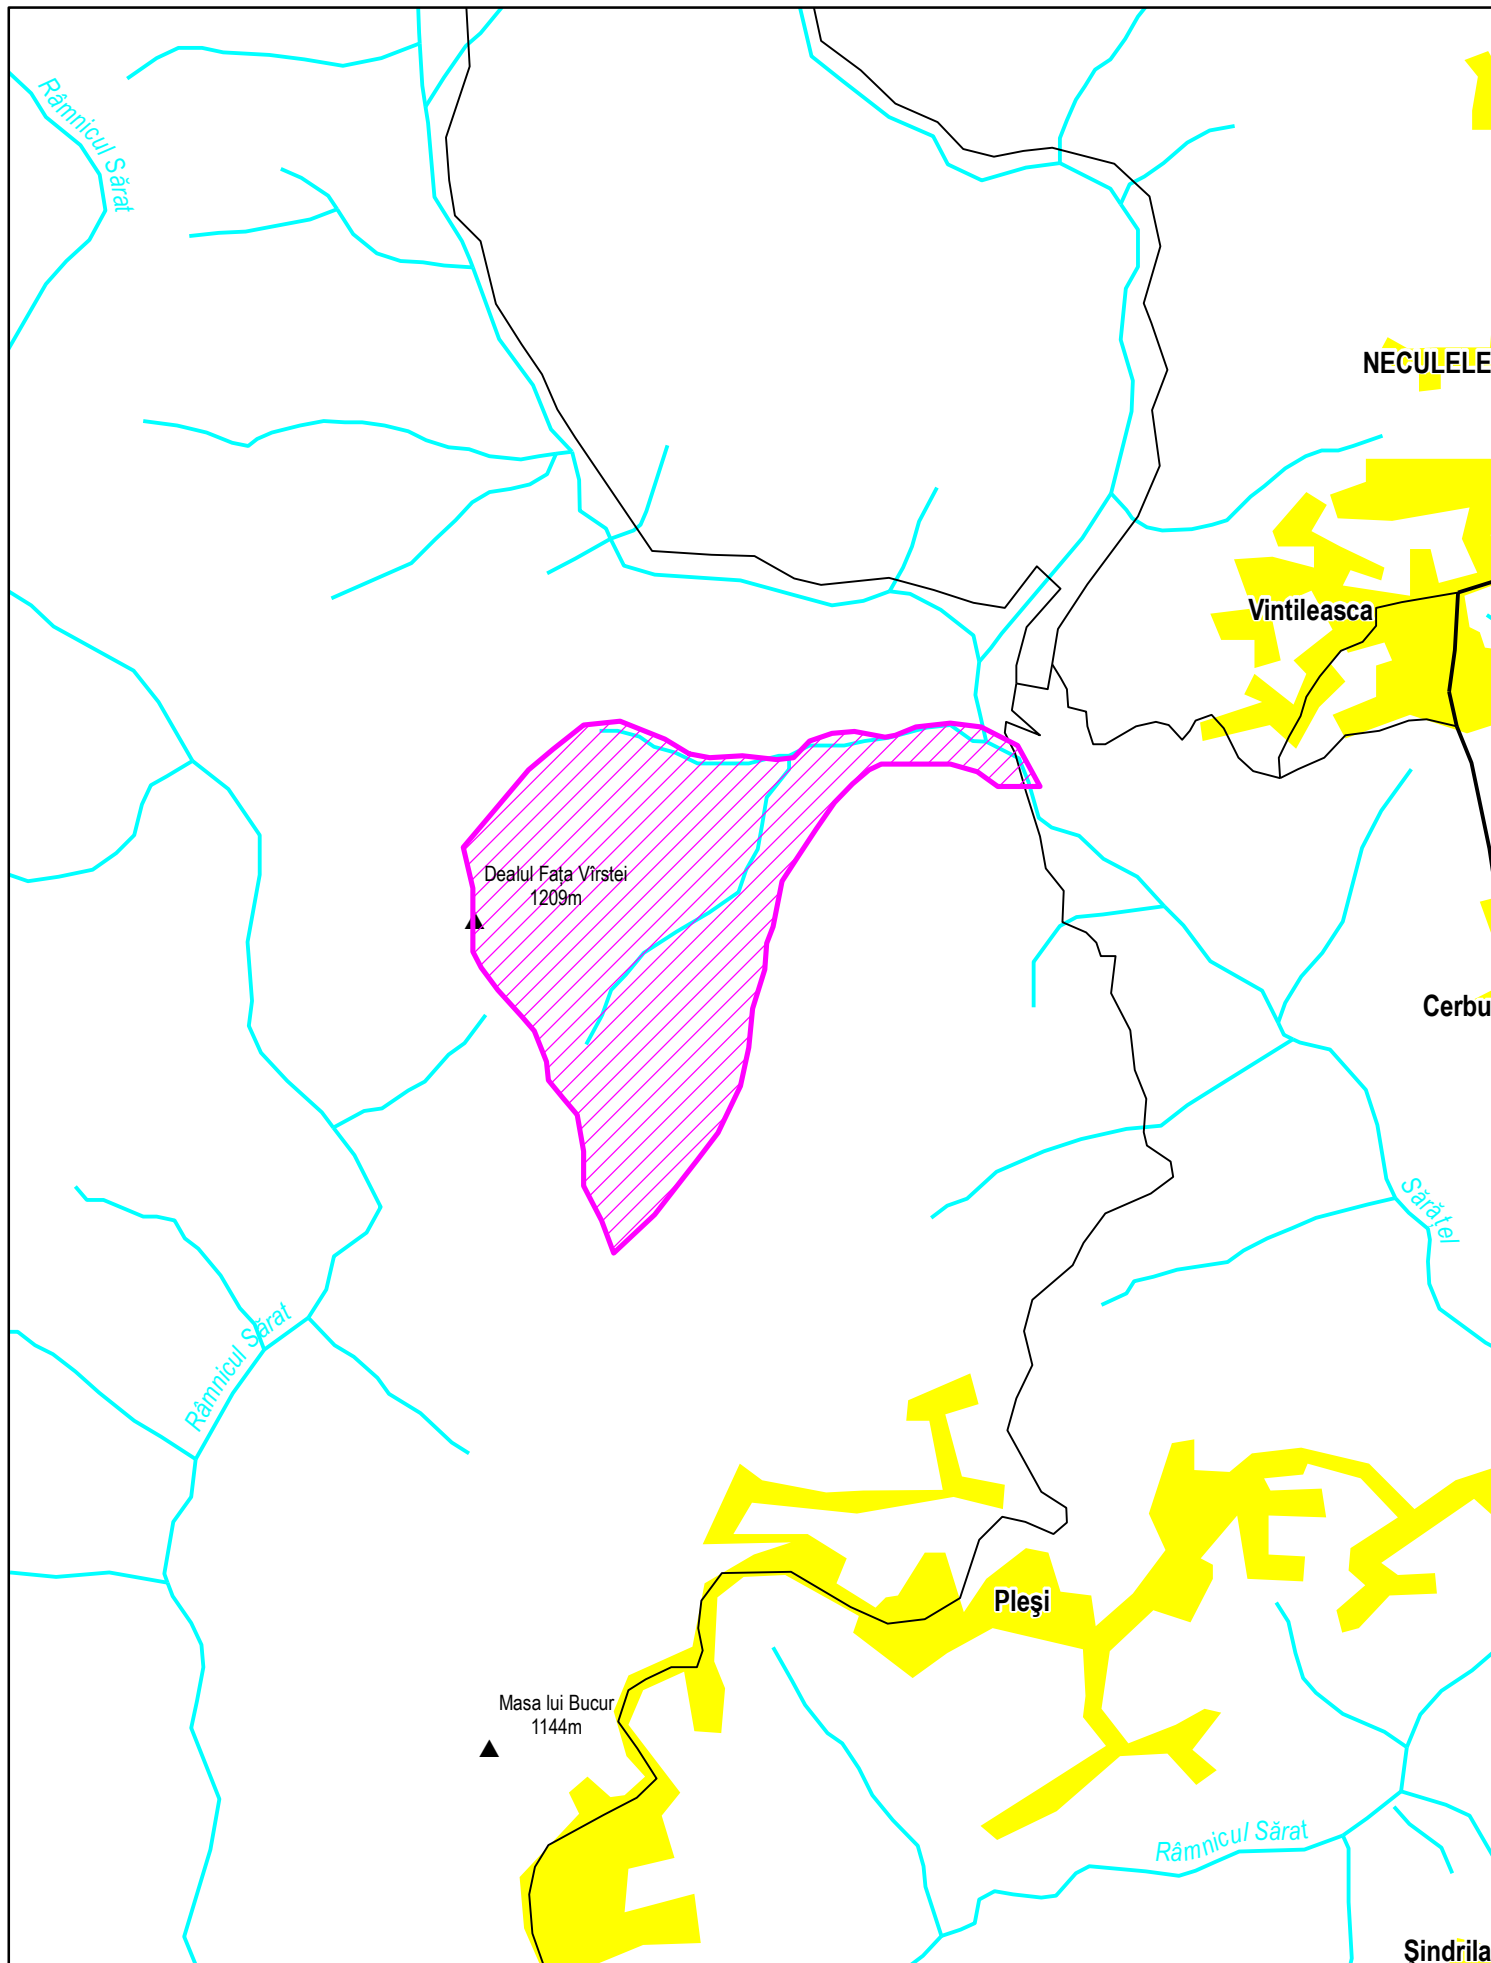 Râmnicul Sărat
NECULELE
Vintileasca
Dealul Fața Vîrstei
1209m
Cerbu
Sărățel
Râmnicul Sărat
Pleşi
Masa lui Bucur
1144m
Râmnicul Sărat
Şindrila